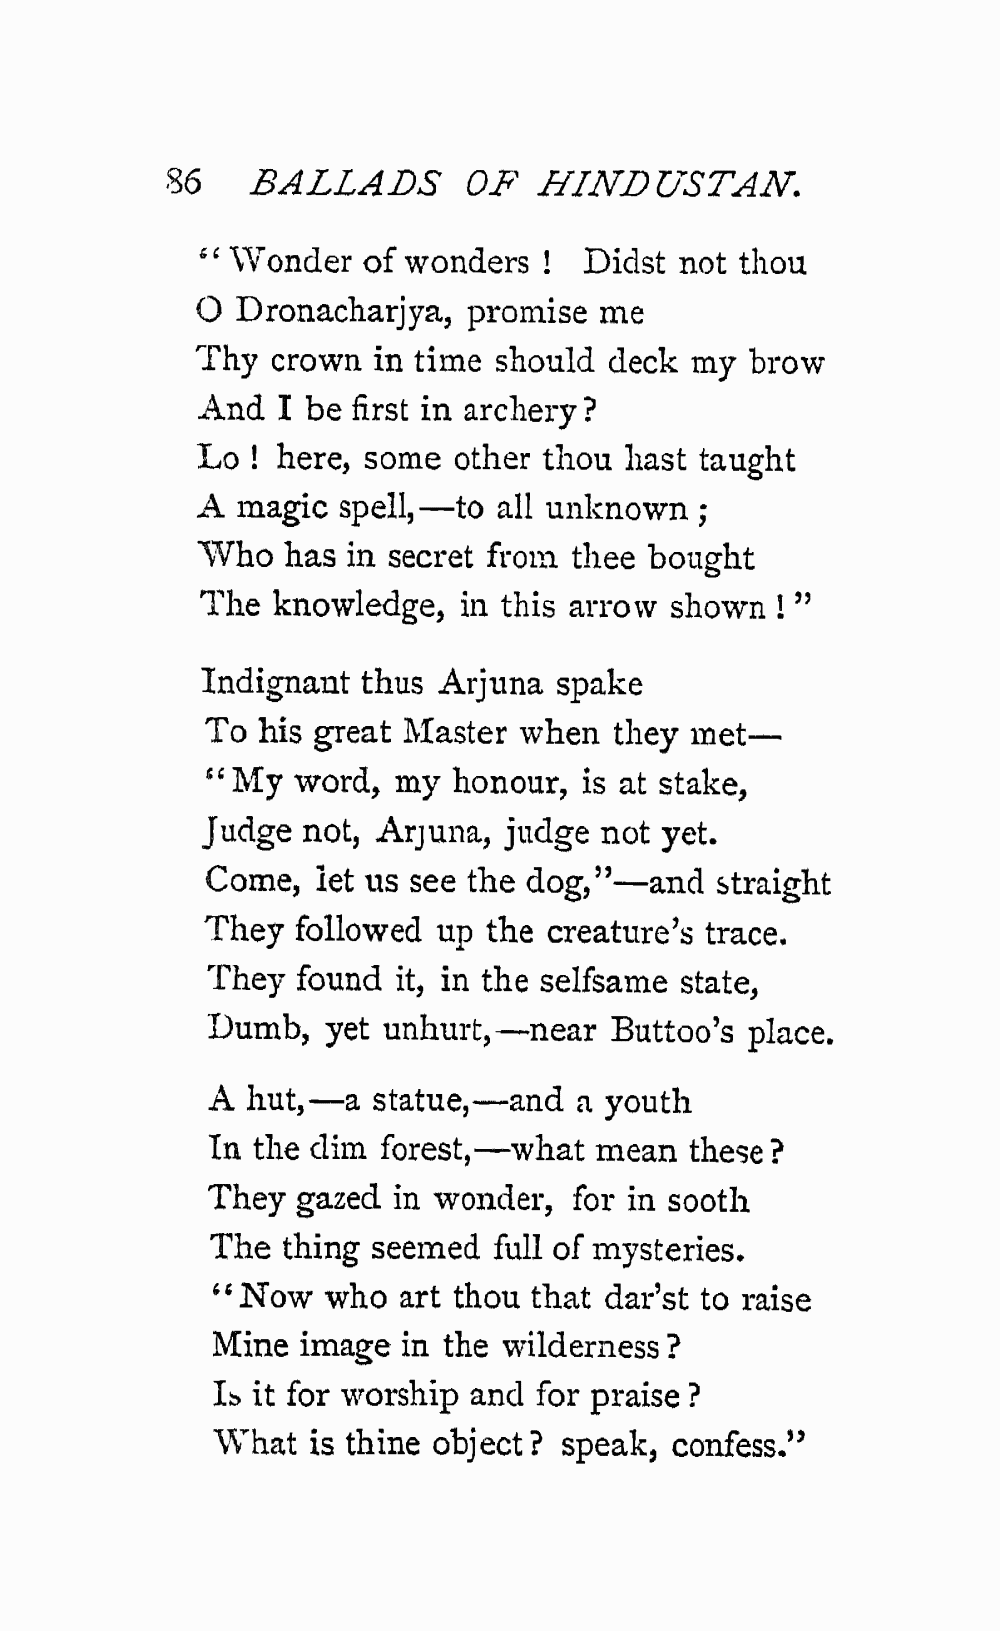 86 BALLADS OF HINDUSTAN.
“Wonder of wonders ! Didst not thou
O Dronacharjya, promise me
Thy crown in time should deck my brow
And I be first in archery?
Lo ! here, some other thou hast taught
A magic spell,—to all unknown ;
Who has in secret from thee bought
The knowledge, in this arrow shown !”
Indignant thus Arjuna spake
To his great Master when they met—
“My word, my honour, is at stake,
Judge not, Arjuna, judge not yet.
Come, let us see the dog,”—and straight
They followed up the creature’s trace.
They found it, in the selfsame state,
Dumb, yet unhurt,—near Buttoo’s place.
A hut,—a statue,—and a youth
In the dim forest,—what mean these?
They gazed in wonder, for in sooth
The thing seemed full of mysteries.
“Now who art thou that dar’st to raise
Mine image in the wilderness?
Is it for worship and for praise?
What is thine object? speak, confess.”